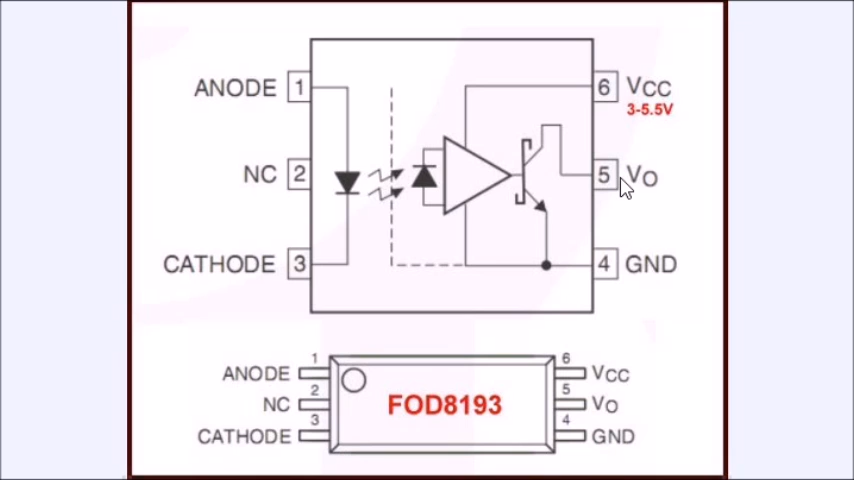 ANODE 1
6 VCC
3-5.5V
NC 2
5 VO
CATHODE 3
4 GND
1
6
ANODE
VCC
2
5
NC
FOD8193
VO
3
4
CATHODE
GND